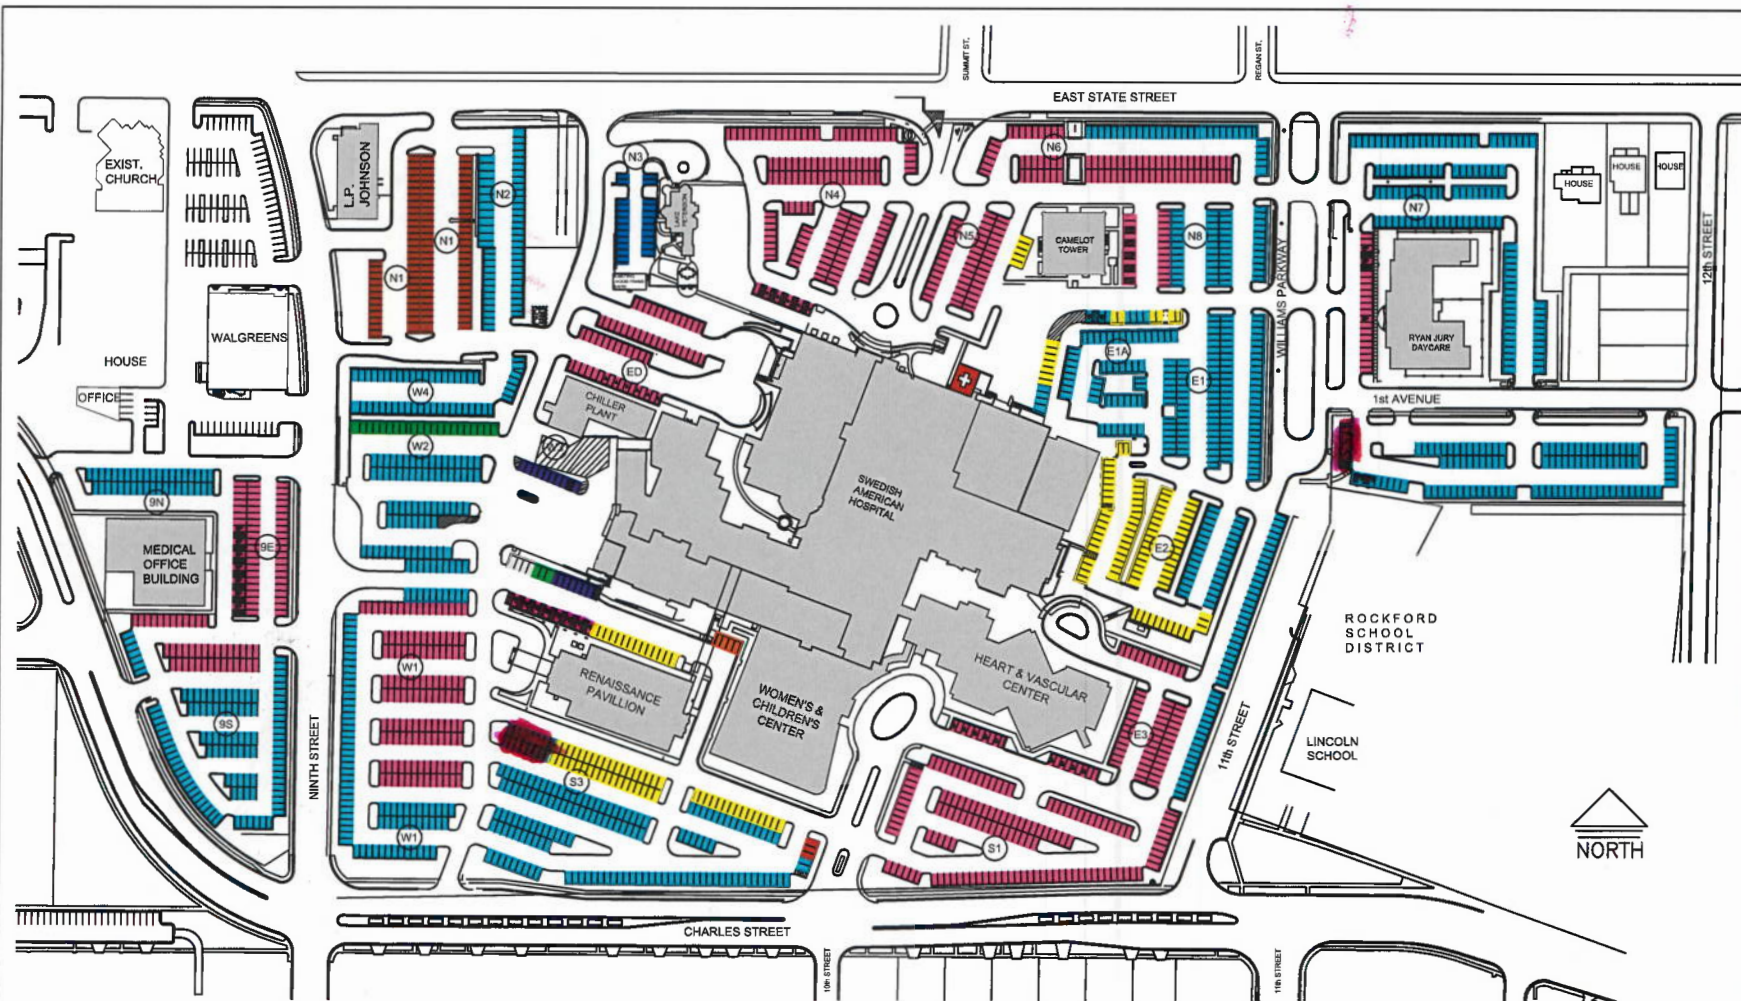 SUMMIT ST.
REGAN ST.
EAST STATE STREET
EXIST.
CHURCH
L.P.
JOHNSON
N3
N6
N2
N4
N7
HOUSE
HOUSE
HOUSE
N1
N1
N5
CAMELOT
TOWER
N8
WILLIAMS PARKWAY
12th STREET
WALGREENS
RYAN JURY
DAYCARE
HOUSE
OFFICE
E1A
E1
ED
W4
CHILLER
PLANT
1st AVENUE
W2
9N
SWEDISH
AMERICAN
HOSPITAL
MEDICAL
OFFICE
BUILDING
9E
E2
ROCKFORD
SCHOOL
DISTRICT
W1
RENAISSANCE
PAVILLION
WOMEN'S &
CHILDREN'S
CENTER
HEART & VASCULAR
CENTER
9S
NINTH STREET
E3
11th STREET
LINCOLN
SCHOOL
S3
W1
S1
NORTH
CHARLES STREET
10th STREET
11th STREET